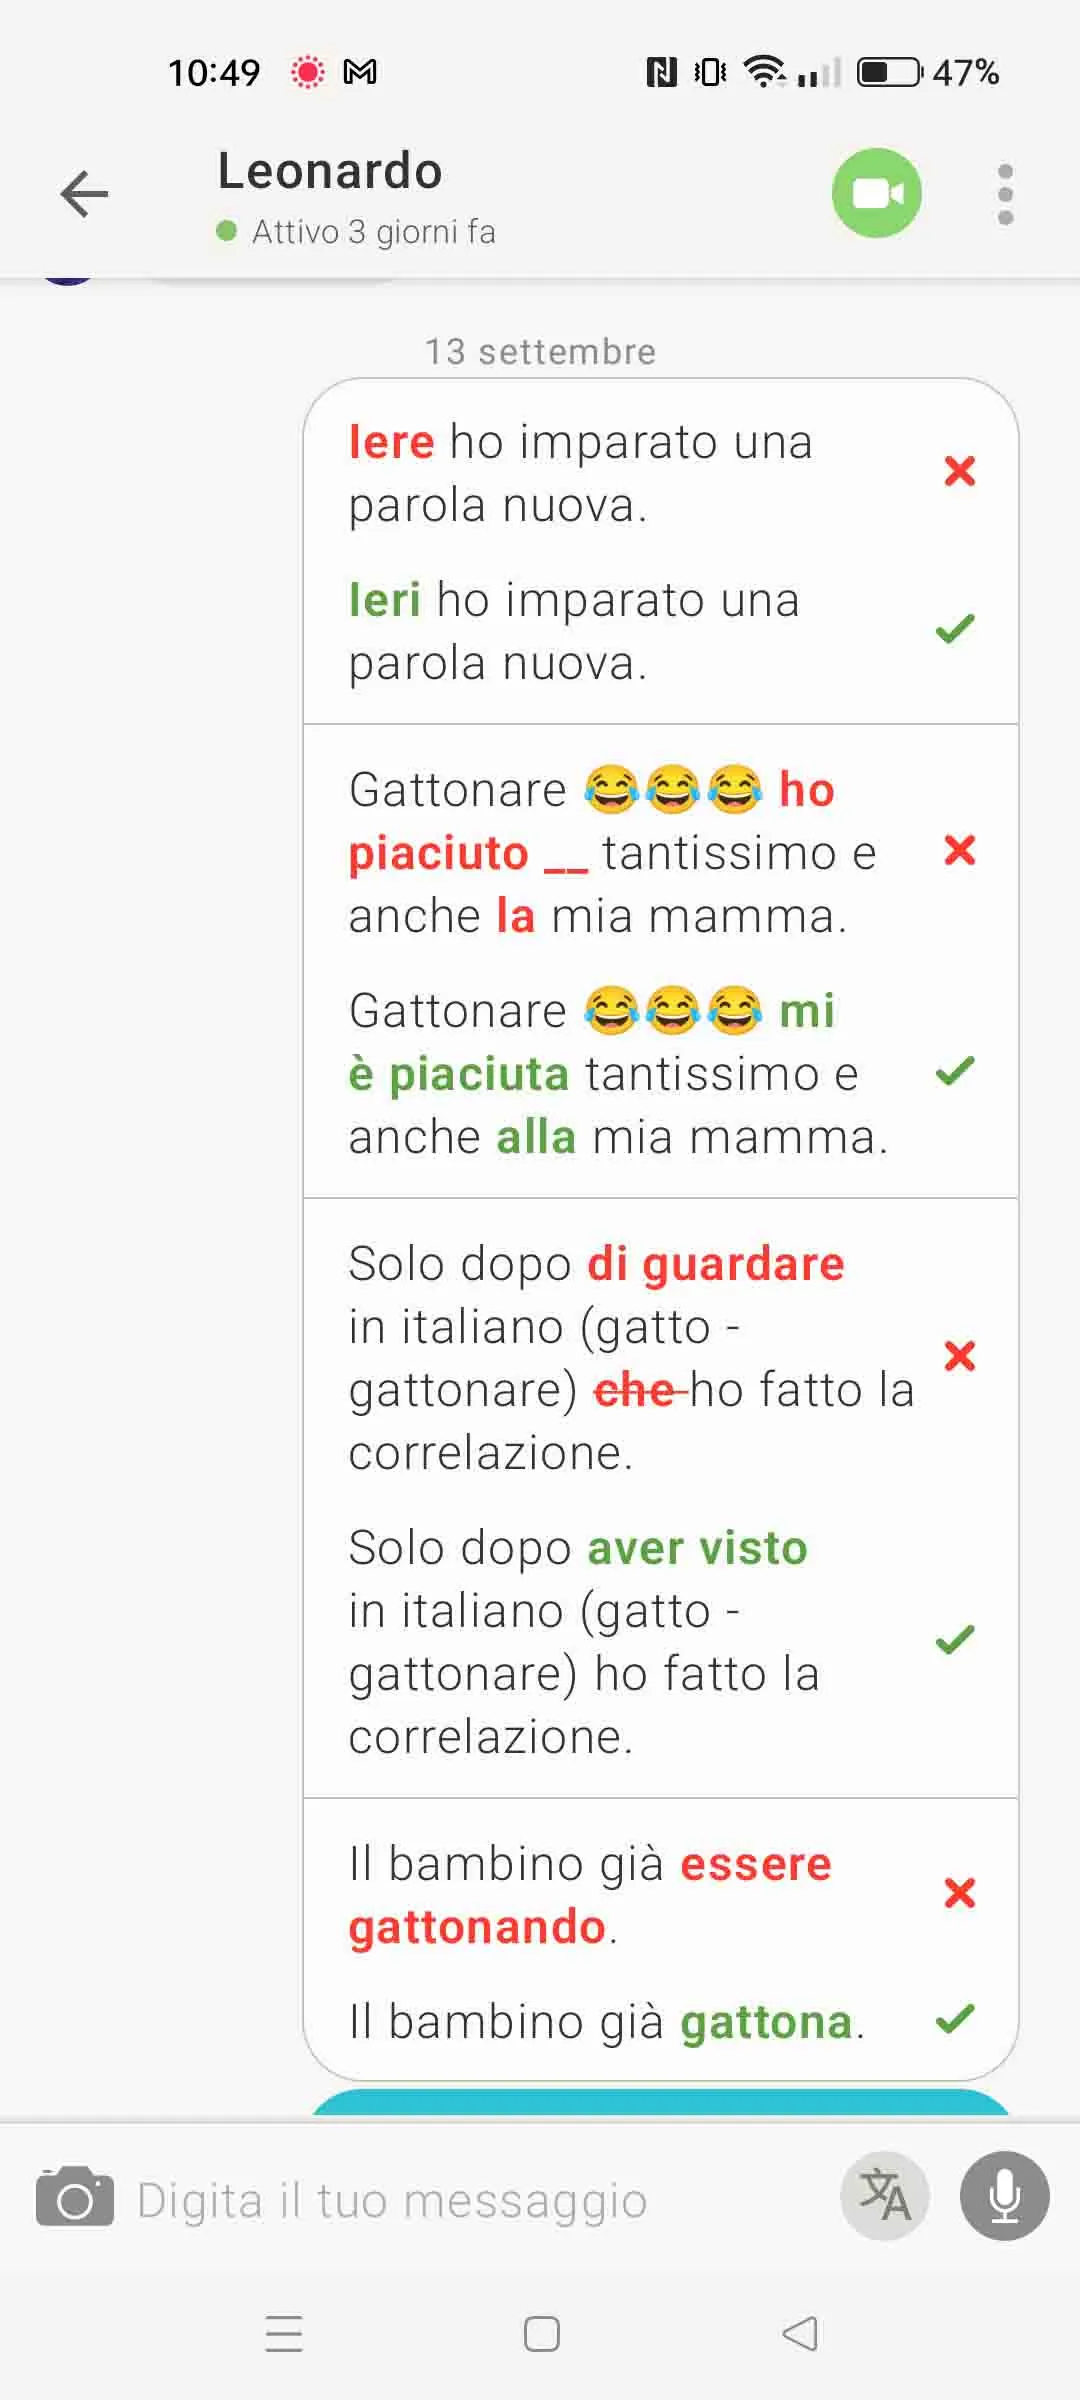 10:49
47%
Leonardo
Attivo 3 giorni fa
13 settembre
Iere ho imparato una
parola nuova.
Ieri ho imparato una
parola nuova.
Gattonare 😂😂😂 ho
piaciuto __ tantissimo e
anche la mia mamma.
Gattonare 😂😂😂 mi
è piaciuta tantissimo e
anche alla mia mamma.
Solo dopo di guardare
in italiano (gatto -
gattonare) che ho fatto la
correlazione.
Solo dopo aver visto
in italiano (gatto -
gattonare) ho fatto la
correlazione.
Il bambino già essere
gattonando.
Il bambino già gattona.
Digita il tuo messaggio